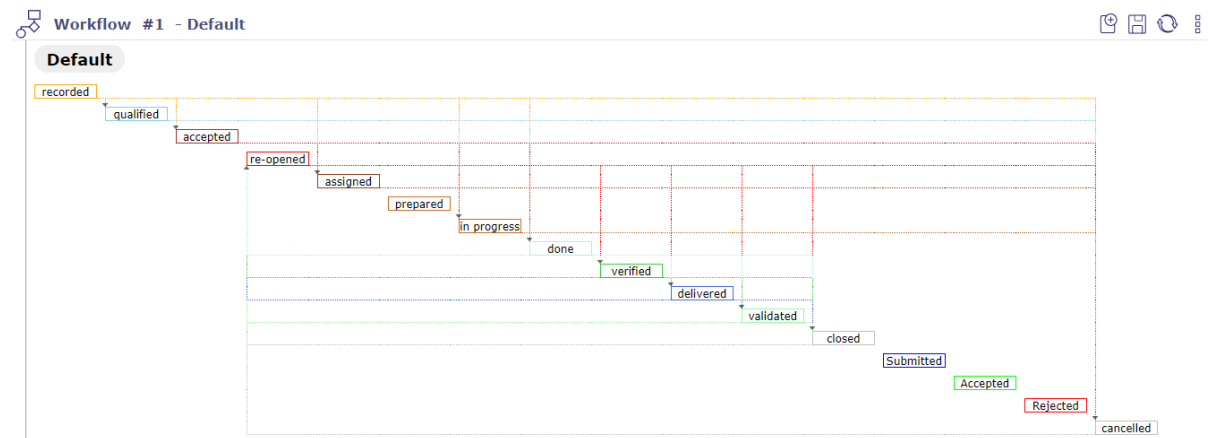 Workflow #1 - Default
Default
recorded
qualified
accepted
re-opened
assigned
prepared
in progress
done
verified
delivered
validated
closed
Submitted
Accepted
Rejected
cancelled